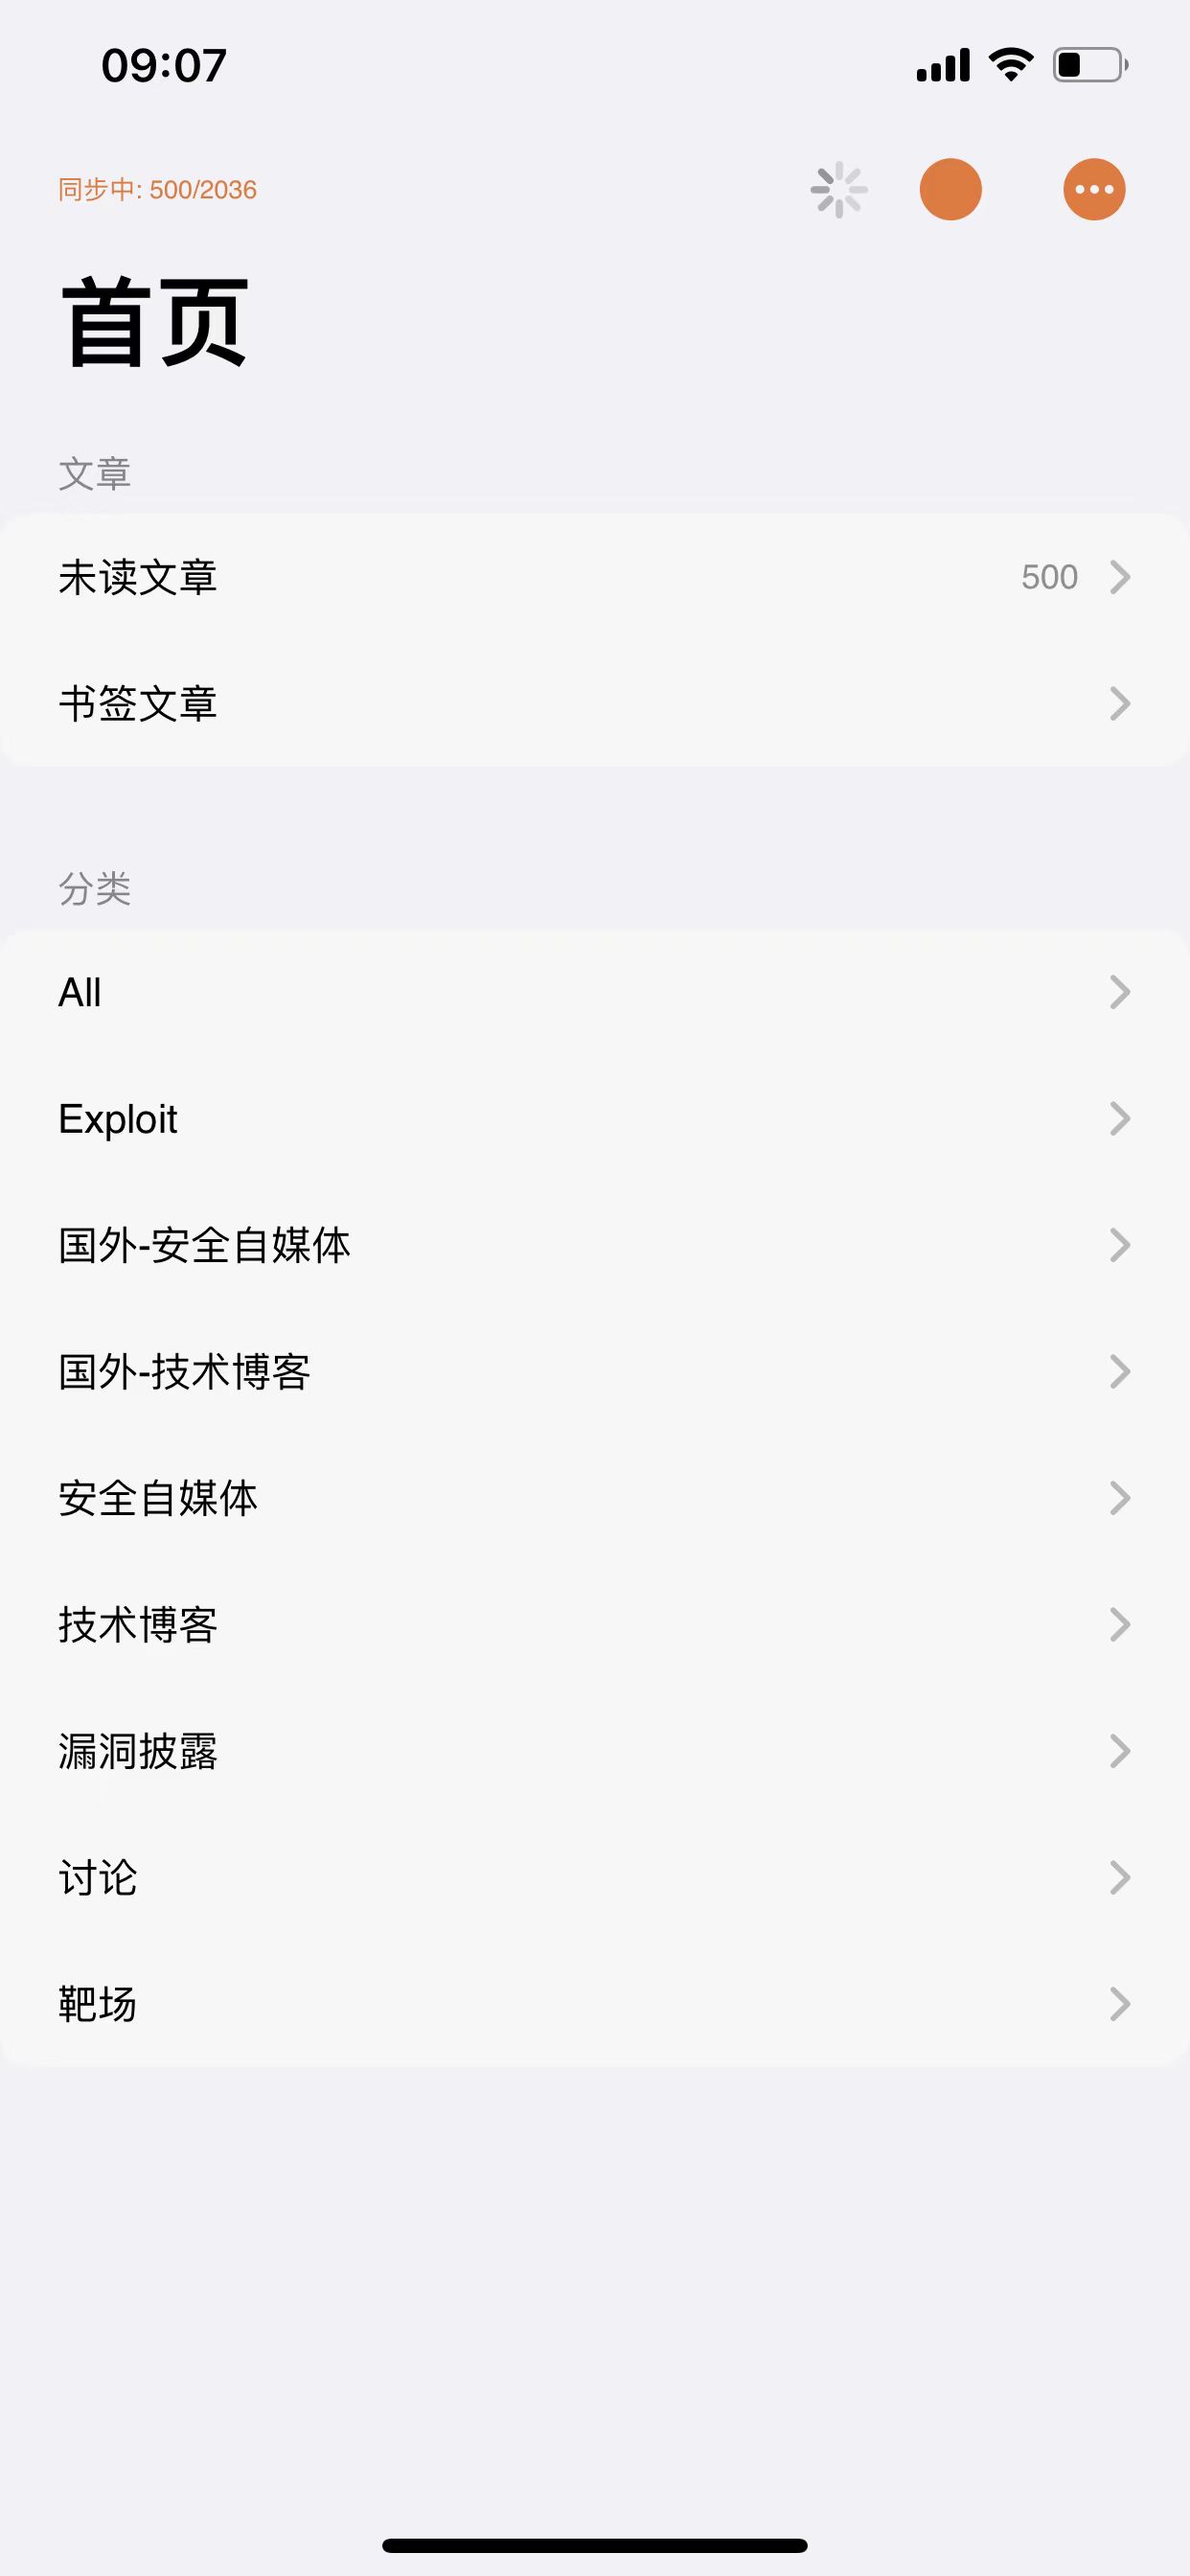 09:07
同步中: 500/2036
首页
文章
未读文章 500
书签文章
分类
All
Exploit
国外-安全自媒体
国外-技术博客
安全自媒体
技术博客
漏洞披露
讨论
靶场